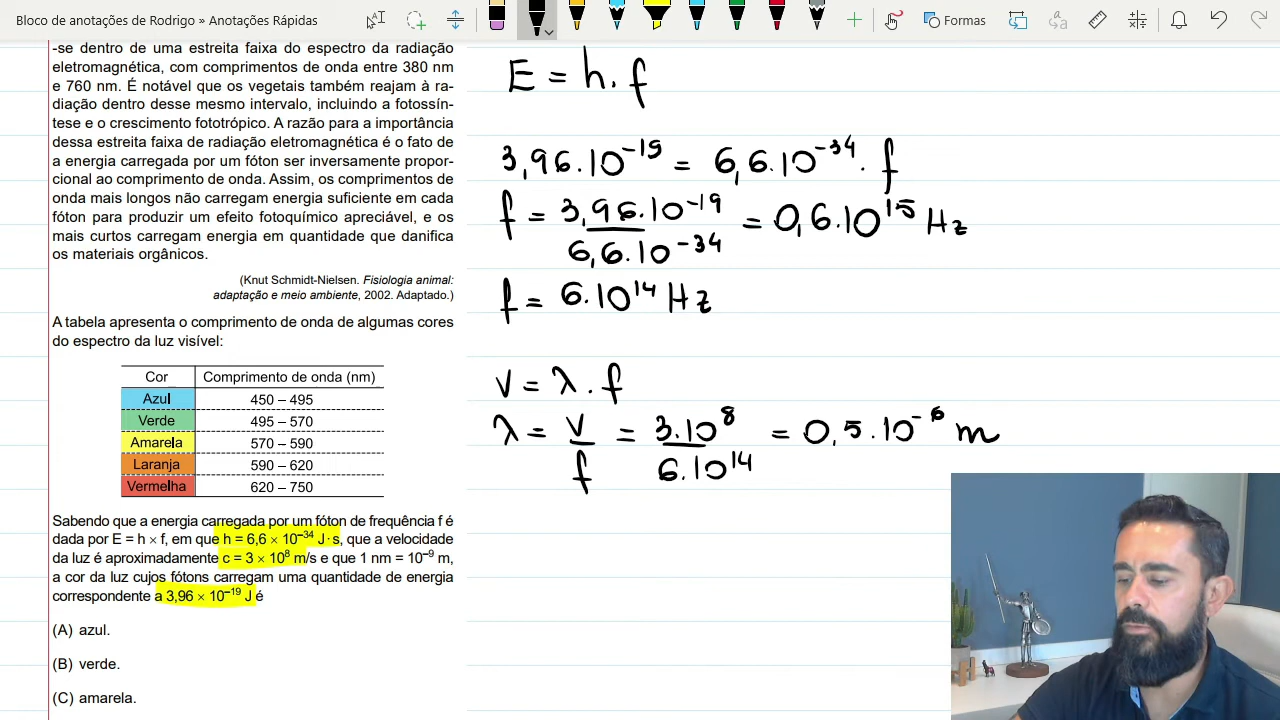 Bloco de Anotações de Rodrigo » Anotações Rápidas
Formas
-se dentro de uma estreita faixa do espectro da radiação
eletromagnética, com comprimentos de onda entre 380 nm
e 760 nm. É notável que os vegetais também reajam à ra-
diação dentro desse mesmo intervalo, incluindo a fotossín-
tese e o crescimento fototrópico. A razão para a importância
dessa estreita faixa de radiação eletromagnética é o fato de
a energia carregada por um fóton ser inversamente propor-
cional ao comprimento de onda. Assim, os comprimentos de
onda mais longos não carregam energia suficiente em cada
fóton para produzir um efeito fotoquímico apreciável, e os
mais curtos carregam energia em quantidade que danifica
os materiais orgânicos.
(Knut Schmidt-Nielsen. Fisiologia animal:
adaptação e meio ambiente, 2002. Adaptado.)
A tabela apresenta o comprimento de onda de algumas cores
do espectro da luz visível:
Cor Comprimento de onda (nm)
Azul 450 – 495
Verde 495 – 570
Amarela 570 – 590
Laranja 590 – 620
Vermelha 620 – 750
Sabendo que a energia carregada por um fóton de frequência f é
dada por E = h × f, em que h = 6,6 × 10⁻³⁴ J·s, que a velocidade
da luz é aproximadamente c = 3 × 10⁸ m/s e que 1 nm = 10⁻⁹ m,
a cor da luz cujos fótons carregam uma quantidade de energia
correspondente a 3,96 × 10⁻¹⁹ J é
(A) azul.
(B) verde.
(C) amarela.
E = h. f
3,96.10⁻¹⁹ = 6,6.10⁻³⁴. f
f = 3,96.10⁻¹⁹ = 0,6.10¹⁵ Hz
6,6.10⁻³⁴
f = 6.10¹⁴ Hz
V = λ . f
λ = V = 3.10⁸ = 0,5.10⁻⁶ m
f 6.10¹⁴